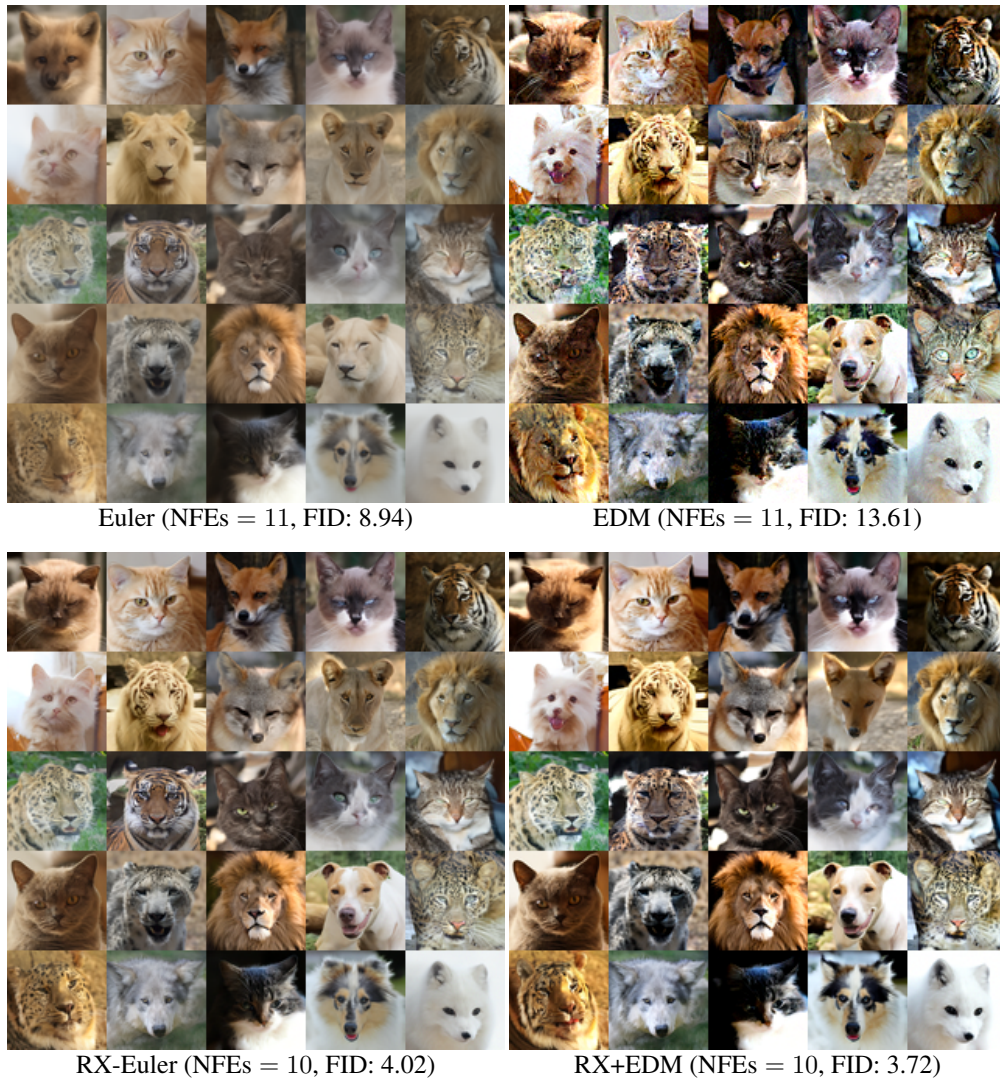 Euler (NFEs = 11, FID: 8.94)
EDM (NFEs = 11, FID: 13.61)
RX-Euler (NFEs = 10, FID: 4.02)
RX+EDM (NFEs = 10, FID: 3.72)